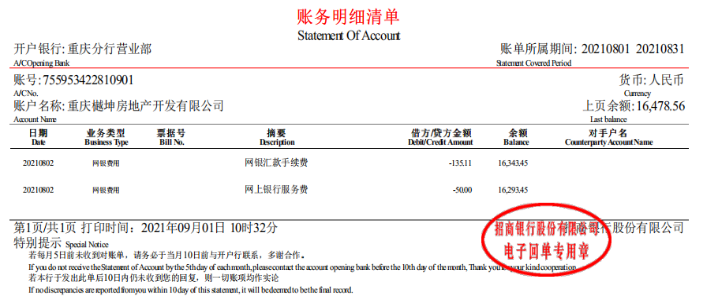 账务明细清单
Statement Of Account
开户银行: 重庆分行营业部 账单所属期间: 20210801 20210831
A/C Opening Bank Statement Covered Period
账号: 755953422810901 货币: 人民币
A/C No. Currency
账户名称: 重庆樾坤房地产开发有限公司 上页余额: 16,478.56
Account Name Last balance
日期 业务类型 票据号 摘要 借方/贷方金额 余额 对手户名
Date Business Type Bill No. Description Debit/Credit Amount Balance Counterparty Account Name
20210802 网银费用 网银汇款手续费 -135.11 16,343.45
20210802 网银费用 网上银行服务费 -50.00 16,293.45
第1页/共1页 打印时间: 2021年09月01日 10时32分 银行股份有限公司
招商银行股份有限公司
电子回单专用章
特别提示 Special Notice
若每月5日前未收到对账单, 请务必于当月10日前与开户行联系, 多谢合作。
If you do not receive the Statement of Account by the 5th day of each month, please contact the account opening bank before the 10th day of the month, Thank you for your kind cooperation.
若本行于发出此单后10日内仍未收到您的回复, 则一切账项均作实论
If no discrepancies are reported from you within 10 day of this statement, it will be deemed to be the final record.